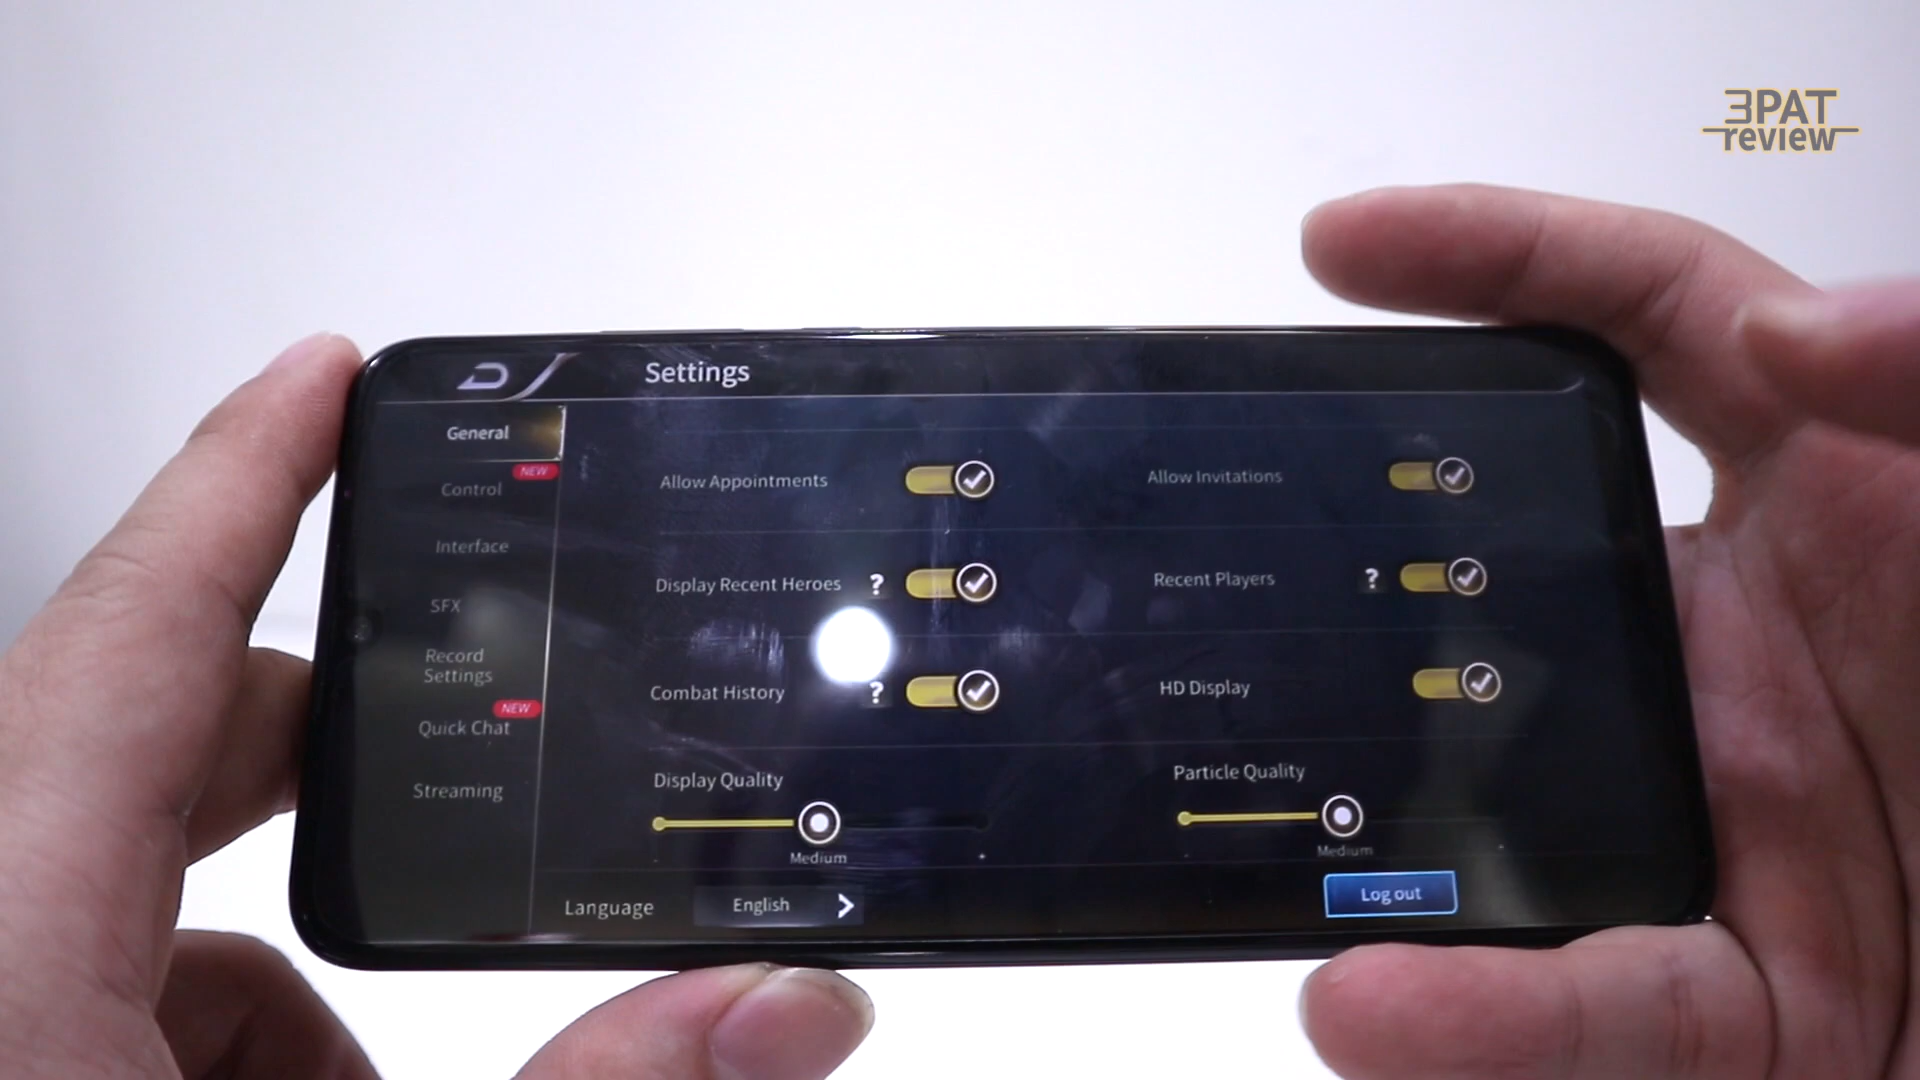 3PAT
review
Settings
General
NEW
Control
Interface
SFX
Record
Settings
NEW
Quick Chat
Streaming
Allow Appointments
Allow Invitations
Display Recent Heroes ?
Recent Players ?
Combat History ?
HD Display
Display Quality
Medium
Particle Quality
Medium
Language English
Log out